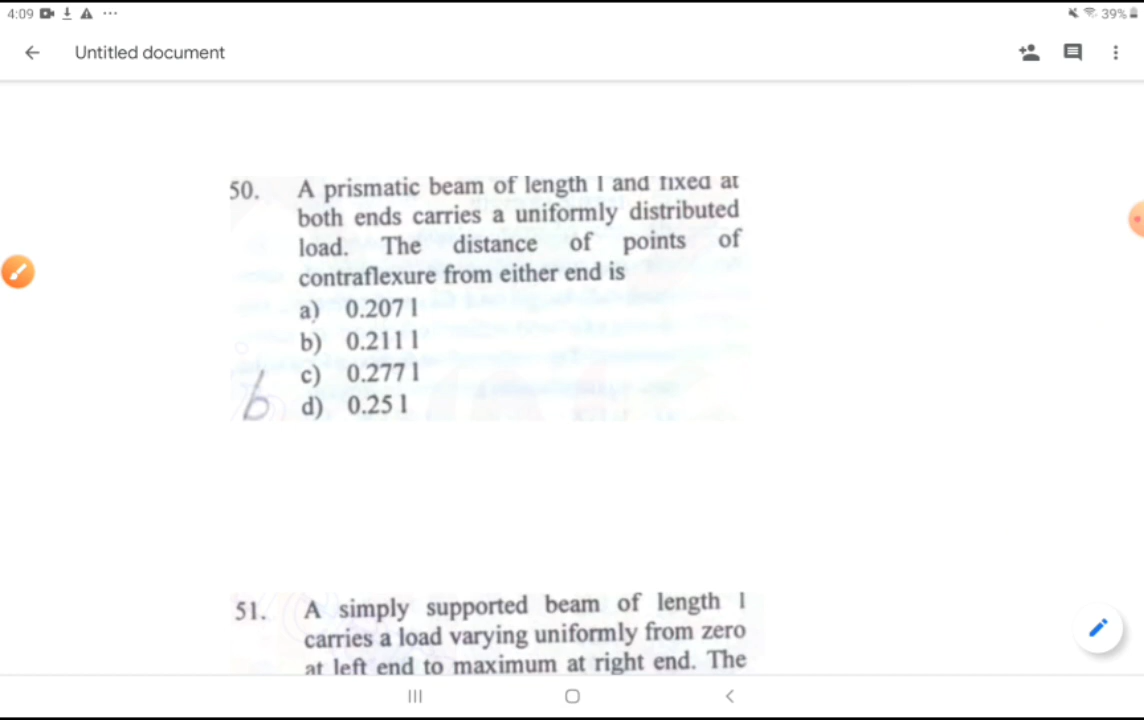 4:09 ... 39%
Untitled document
50. A prismatic beam of length l and fixed at
both ends carries a uniformly distributed
load. The distance of points of
contraflexure from either end is
a) 0.207 l
b) 0.211 l
c) 0.277 l
b d) 0.25 l
51. A simply supported beam of length l
carries a load varying uniformly from zero
at left end to maximum at right end. The